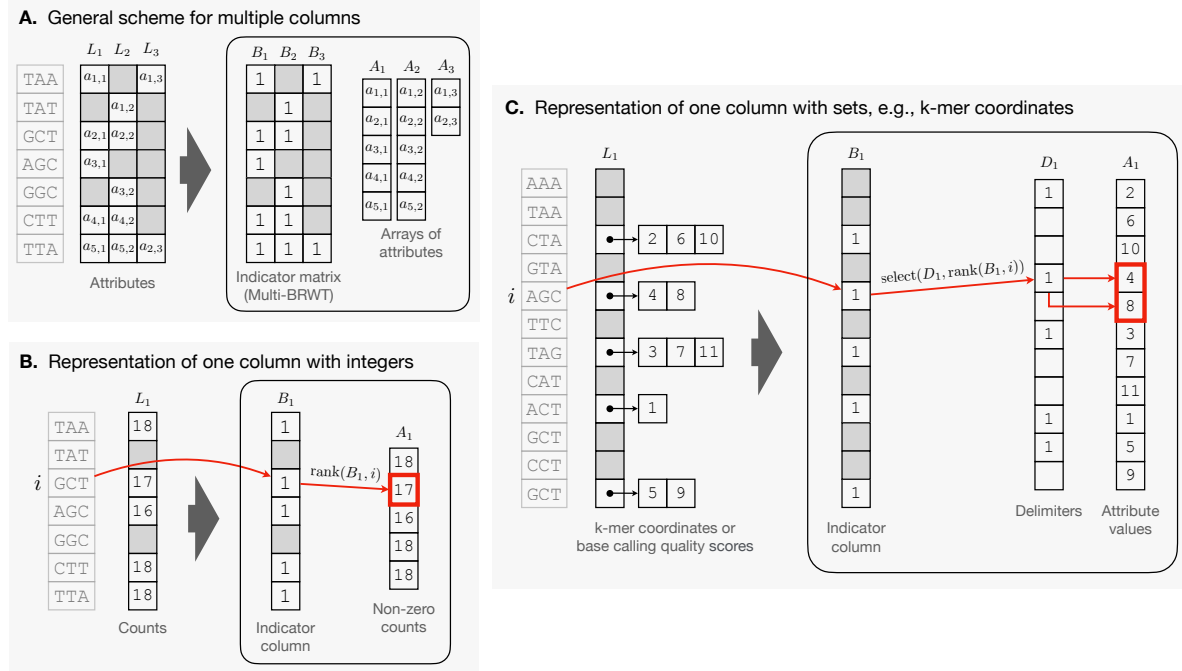 A. General scheme for multiple columns
L1 L2 L3
B1 B2 B3
A1 A2 A3
TAA a1,1 a1,3 1 1 a1,1 a1,2 a1,3
TAT a1,2 1 a2,1 a2,2 a2,3
GCT a2,1 a2,2 1 1 a3,1 a3,2
AGC a3,1 1 a4,1 a4,2
GGC a3,2 1 a5,1 a5,2
CTT a4,1 a4,2 1 1
TTA a5,1 a5,2 a2,3 1 1 1
Attributes
Indicator matrix
(Multi-BRWT)
Arrays of
attributes
B. Representation of one column with integers
L1 B1 A1
TAA 18 1
TAT 18
i GCT 17 1 rank(B1, i) 17
AGC 16 1 16
GGC 18
CTT 18 1 18
TTA 18 1
Counts
Indicator
column
Non-zero
counts
C. Representation of one column with sets, e.g., k-mer coordinates
L1 B1 D1 A1
AAA 1 2
TAA 6
CTA 2 6 10 1 10
GTA select(D1, rank(B1, i)) 1 4
i AGC 4 8 1 8
TTC 1 3
TAG 3 7 11 1 7
CAT 11
ACT 1 1 1 1
GCT 1 5
CCT 9
GCT 5 9 1
k-mer coordinates or
base calling quality scores
Indicator
column
Delimiters
Attribute
values